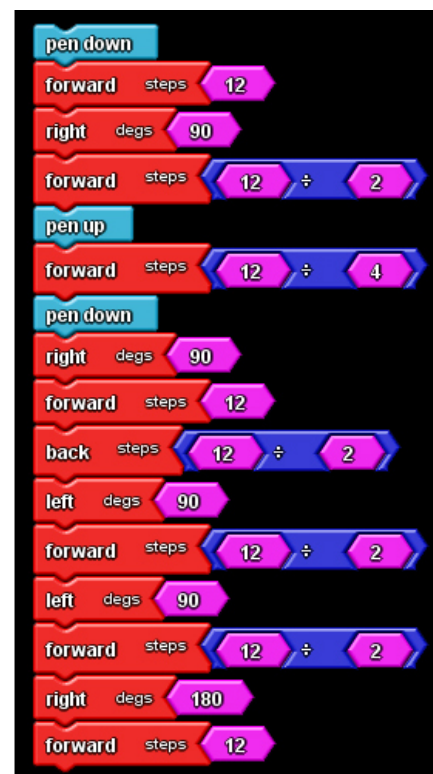 pen down
forward steps 12
right degs 90
forward steps 12 ÷ 2
pen up
forward steps 12 ÷ 4
pen down
right degs 90
forward steps 12
back steps 12 ÷ 2
left degs 90
forward steps 12 ÷ 2
left degs 90
forward steps 12 ÷ 2
right degs 180
forward steps 12